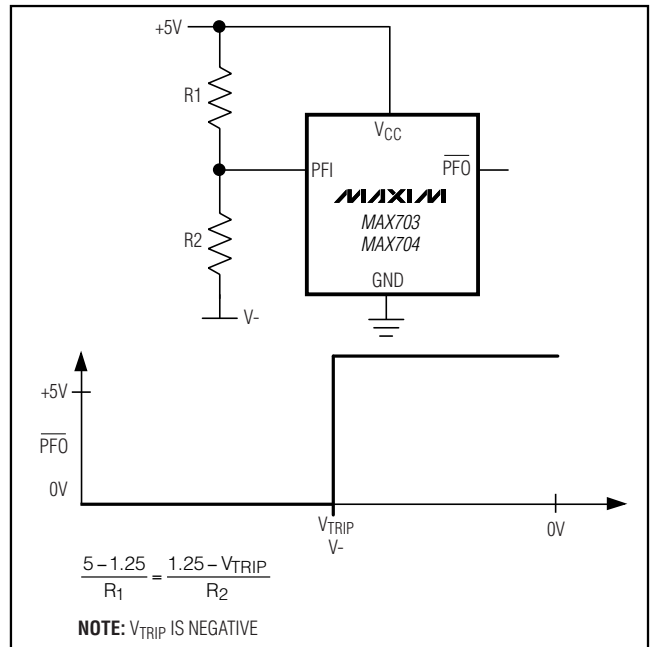 +5V
R1
VCC
PFI
PFO
MAXIM
MAX703
MAX704
R2
GND
V-
+5V
PFO
0V
VTRIP
V-
0V
5 – 1.25 / R1 = 1.25 – VTRIP / R2
NOTE: VTRIP IS NEGATIVE